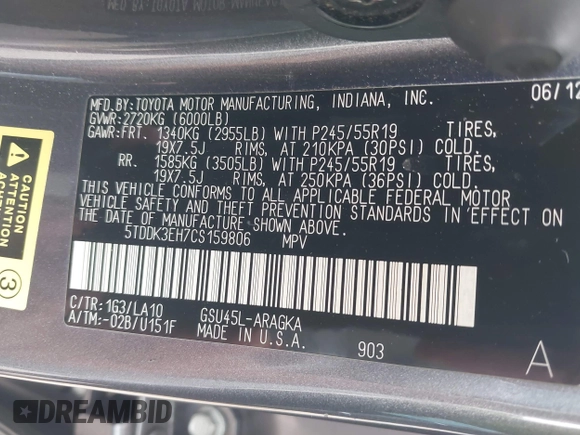 MFD.BY:TOYOTA MOTOR MANUFACTURING, INDIANA, INC. 06/12
GVWR:2720KG (6000LB)
GAWR:FRT. 1340KG (2955LB) WITH P245/55R19 TIRES,
19X7.5J RIMS, AT 210KPA (30PSI) COLD.
RR. 1585KG (3505LB) WITH P245/55R19 TIRES,
19X7.5J RIMS, AT 250KPA (36PSI) COLD.
THIS VEHICLE CONFORMS TO ALL APPLICABLE FEDERAL MOTOR
VEHICLE SAFETY AND THEFT PREVENTION STANDARDS IN EFFECT ON
THE DATE OF MANUFACTURE SHOWN ABOVE.
5TDDK3EH7CS159806 MPV
C/TR:1G3/LA10 GSU45L-ARAGKA
A/TM:-02B/U151F MADE IN U.S.A.
903 A
CAUTION
ATTENTION
3
DREAMBID